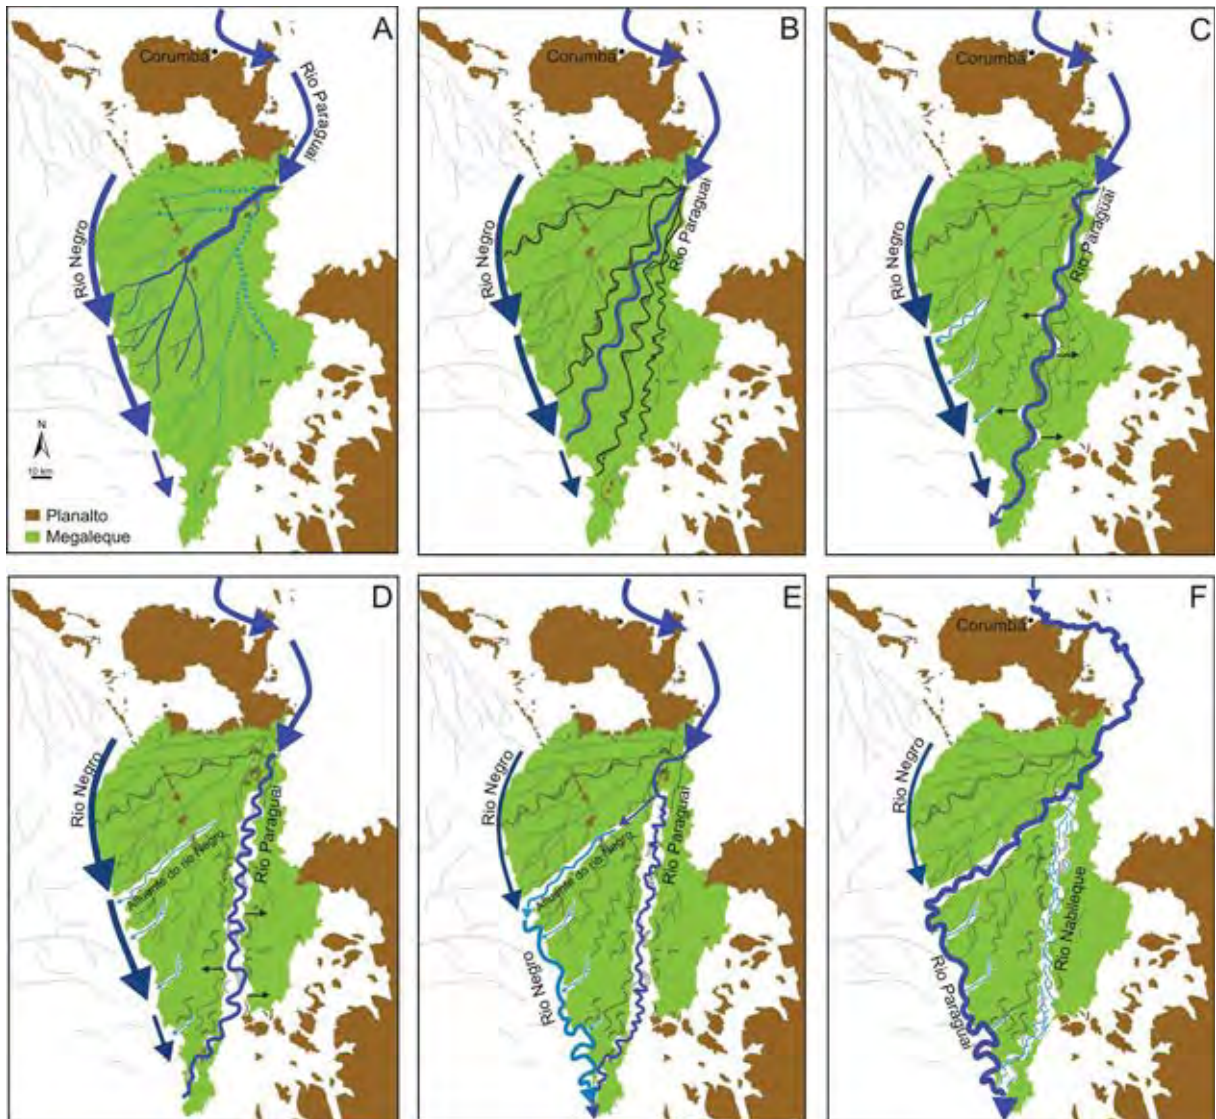 A
Corumbá
Rio Paraguai
Rio Negro
N
10 km
Planalto
Megaleque
B
Corumbá
Rio Paraguai
Rio Negro
C
Corumbá
Rio Paraguai
Rio Negro
D
Rio Negro
Rio Paraguai
Afluente do rio Negro
E
Rio Negro
Rio Paraguai
Afluente do rio Negro
Rio Negro
F
Corumbá
Rio Negro
Rio Nabileque
Rio Paraguai